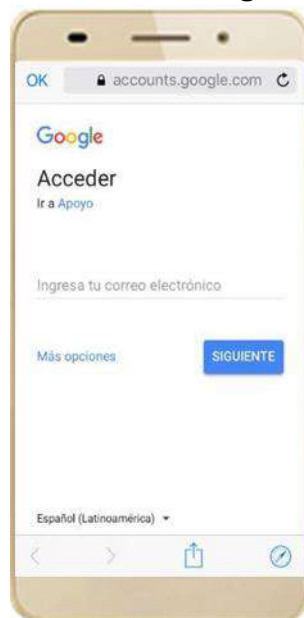 OK
accounts.google.com
Google
Acceder
Ir a Apoyo
Ingresa tu correo electrónico
Más opciones
SIGUIENTE
Español (Latinoamérica)